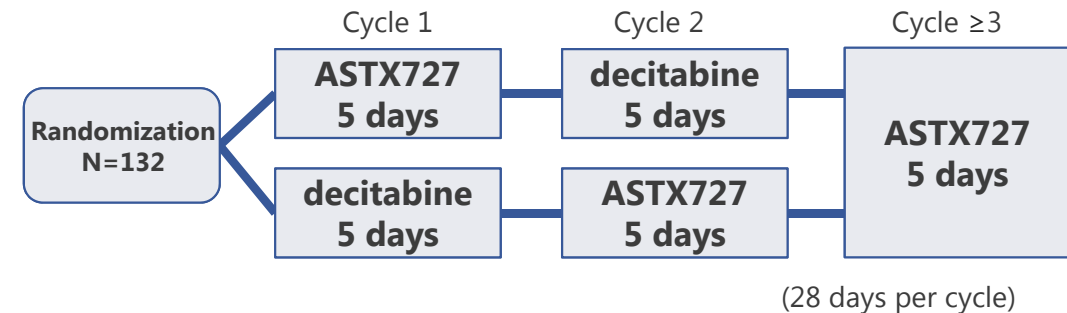 Cycle 1
Cycle 2
Cycle ≥3
Randomization
N=132
ASTX727
5 days
decitabine
5 days
decitabine
5 days
ASTX727
5 days
ASTX727
5 days
(28 days per cycle)